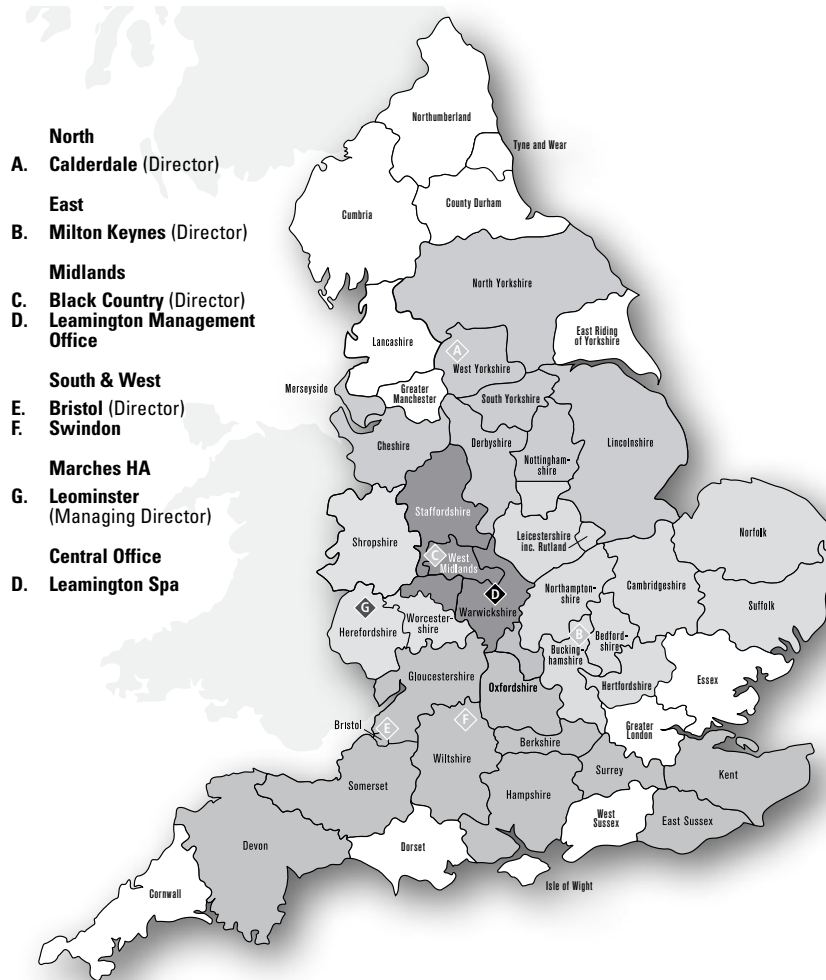 North
A. Calderdale (Director)
East
B. Milton Keynes (Director)
Midlands
C. Black Country (Director)
D. Leamington Management
Office
South & West
E. Bristol (Director)
F. Swindon
Marches HA
G. Leominster
(Managing Director)
Central Office
D. Leamington Spa
Northumberland
Tyne and Wear
Cumbria
County Durham
North Yorkshire
East Riding
of Yorkshire
Lancashire
A
West Yorkshire
Merseyside
Greater
Manchester
South Yorkshire
Cheshire
Derbyshire
Nottingham-
shire
Lincolnshire
Staffordshire
Shropshire
Leicestershire
inc. Rutland
Norfolk
C
West
Midlands
Northampton-
shire
Cambridgeshire
Suffolk
D
Warwickshire
G
Herefordshire
Worcester-
shire
B
Bedford-
shire
Bucking-
hamshire
Gloucestershire
Oxfordshire
Hertfordshire
Essex
Bristol
E
F
Greater
London
Berkshire
Wiltshire
Surrey
Kent
Somerset
Hampshire
West
Sussex
East Sussex
Devon
Dorset
Isle of Wight
Cornwall